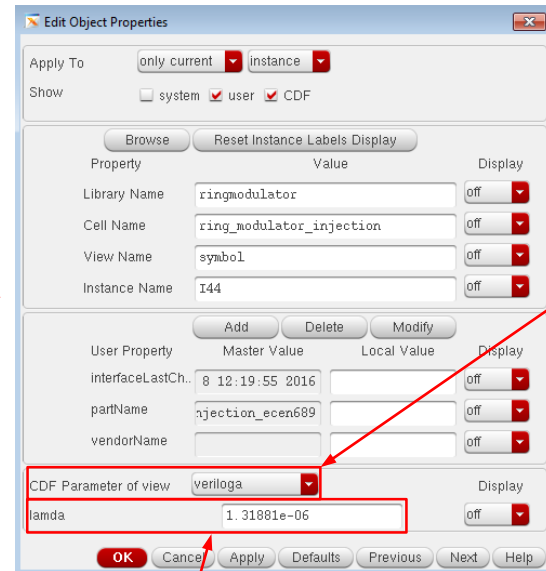 Edit Object Properties
Apply To only current instance
Show system user CDF
Browse Reset Instance Labels Display
Property Value Display
Library Name ringmodulator off
Cell Name ring_modulator_injection off
View Name symbol off
Instance Name I44 off
Add Delete Modify
User Property Master Value Local Value Display
interfaceLastCh.. 8 12:19:55 2016 off
partName njection_ecen689 off
vendorName off
CDF Parameter of view veriloga Display
lamda 1.31881e-06 off
OK Cancel Apply Defaults Previous Next Help